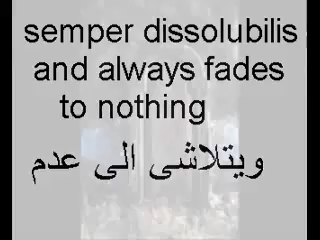 semper dissolubilis
and always fades
to nothing
ويتلاشى الى عدم